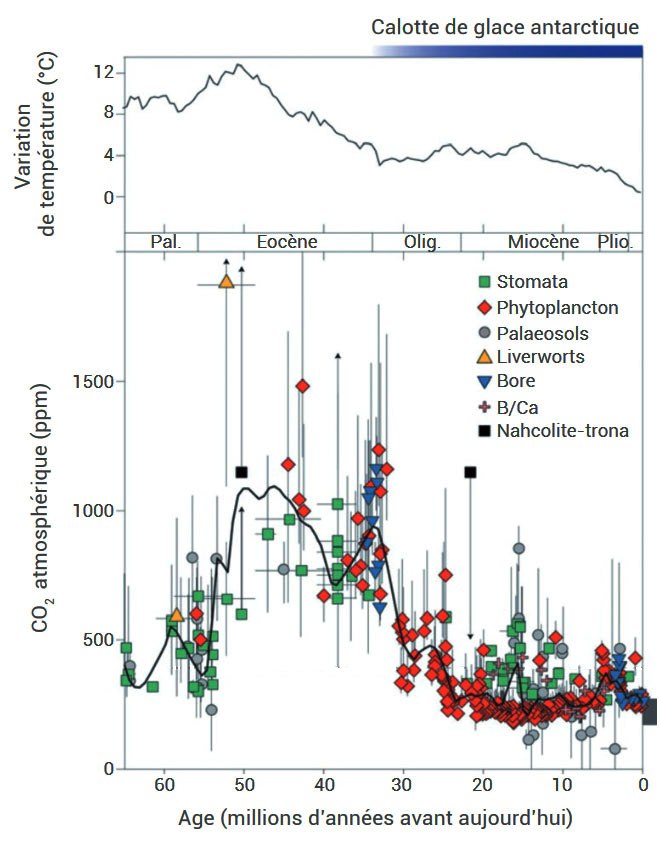 Calotte de glace antarctique
Variation
de température (°C)
12
8
4
0
Pal.
Eocène
Olig.
Miocène
Plio.
CO2 atmosphérique (ppm)
1500
1000
500
0
Stomata
Phytoplancton
Palaeosols
Liverworts
Bore
B/Ca
Nahcolite-trona
60
50
40
30
20
10
0
Age (millions d'années avant aujourd'hui)